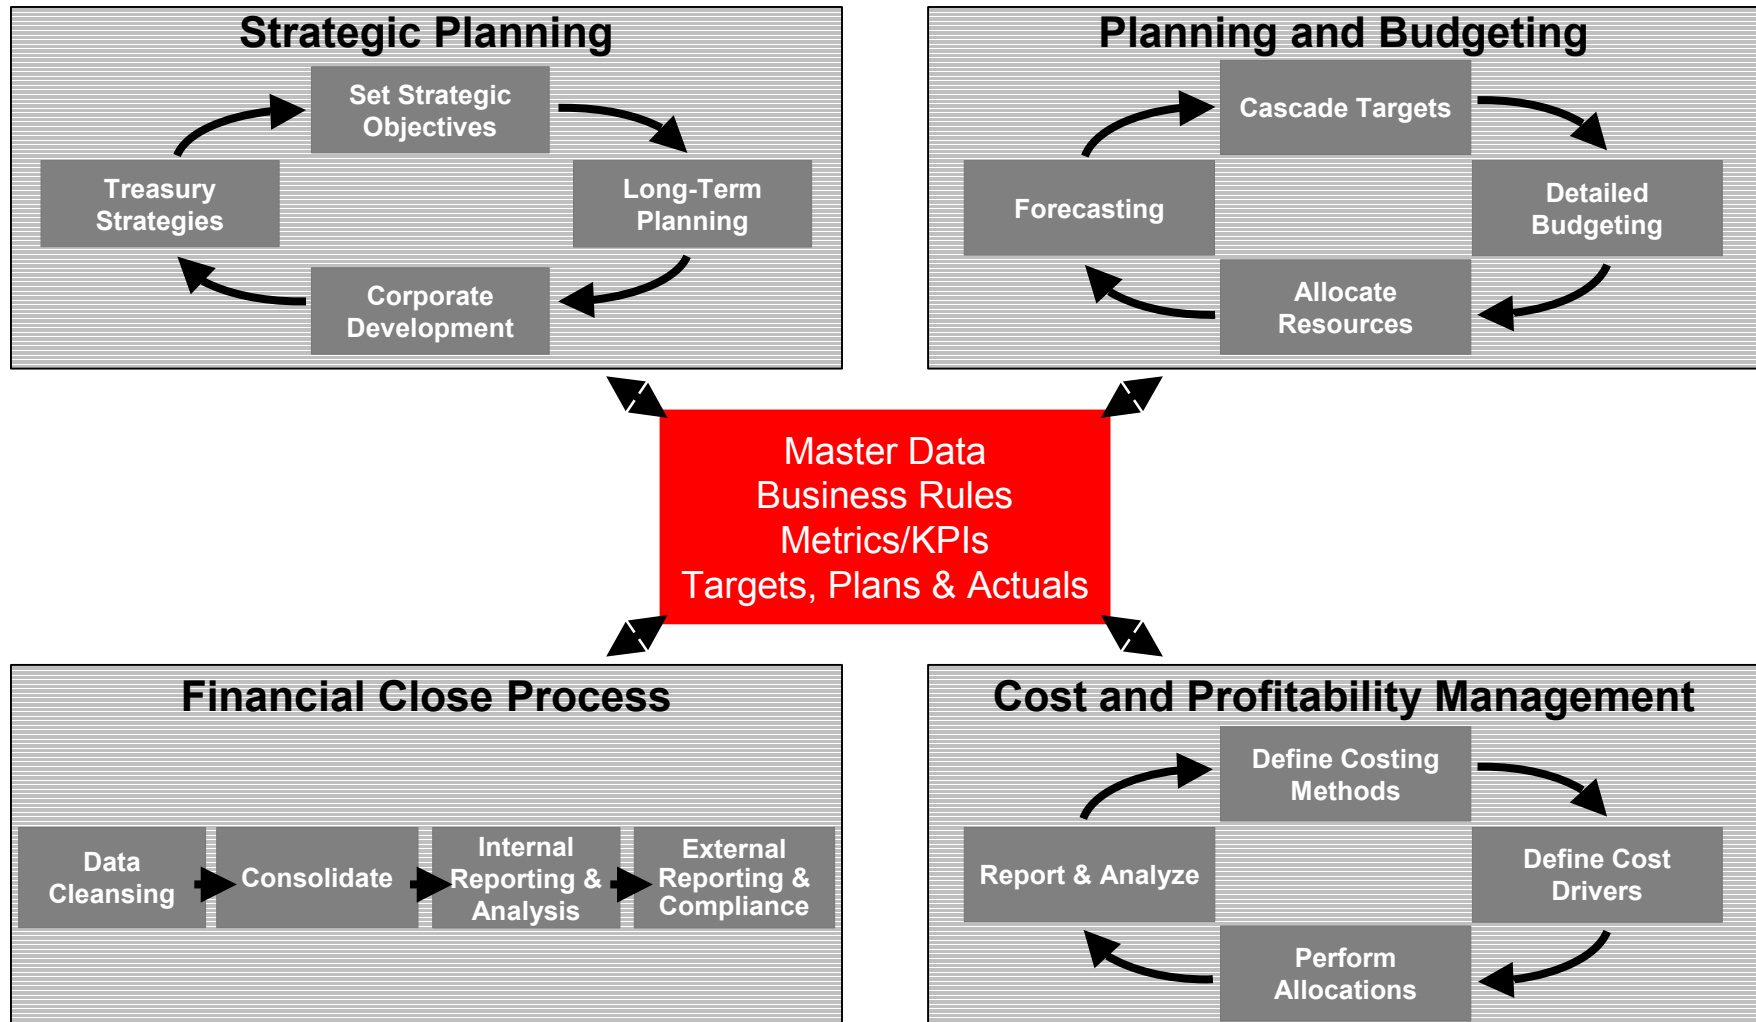 Strategic Planning
Set Strategic
Objectives
Treasury
Strategies
Long-Term
Planning
Corporate
Development
Planning and Budgeting
Cascade Targets
Forecasting
Detailed
Budgeting
Allocate
Resources
Master Data
Business Rules
Metrics/KPIs
Targets, Plans & Actuals
Financial Close Process
Data
Cleansing
Consolidate
Internal
Reporting &
Analysis
External
Reporting &
Compliance
Cost and Profitability Management
Define Costing
Methods
Report & Analyze
Define Cost
Drivers
Perform
Allocations